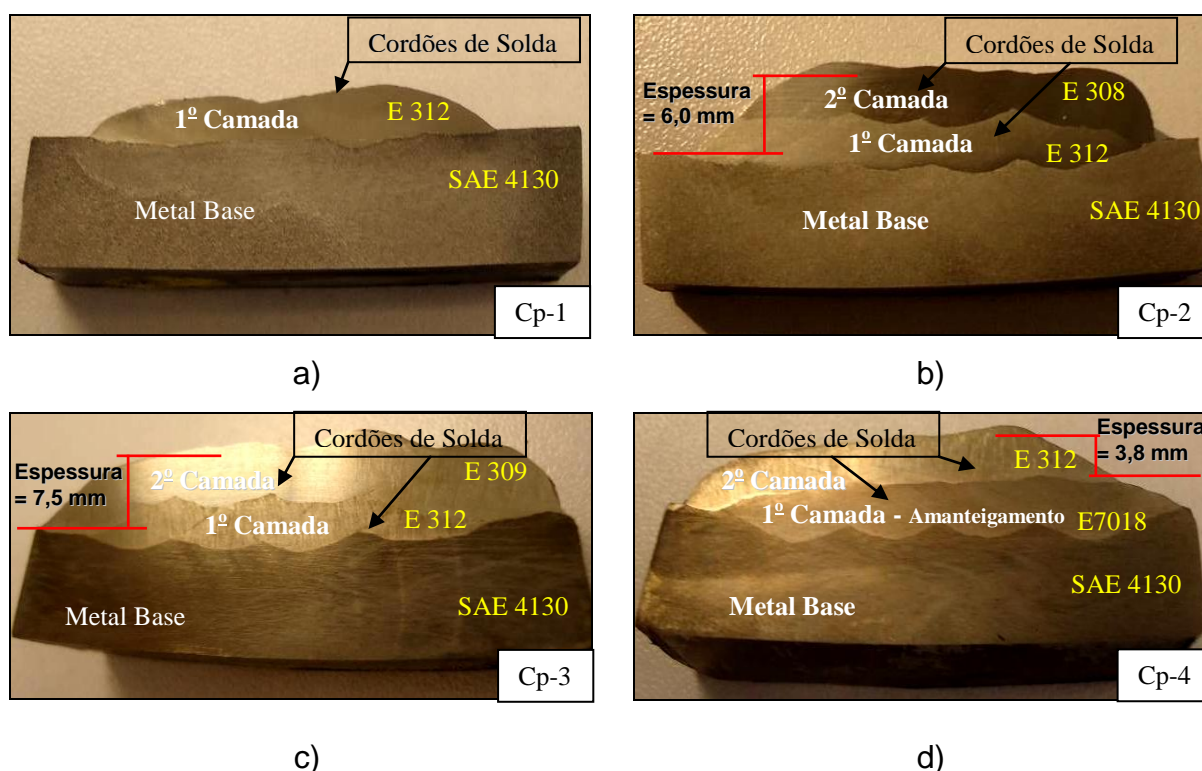 Cordões de Solda
1º Camada
E 312
SAE 4130
Metal Base
Cp-1
a)
Cordões de Solda
Espessura
= 6,0 mm
2º Camada
E 308
1º Camada
E 312
Metal Base
SAE 4130
Cp-2
b)
Cordões de Solda
Espessura
= 7,5 mm
2º Camada
E 309
1º Camada
E 312
Metal Base
SAE 4130
Cp-3
c)
Cordões de Solda
Espessura
= 3,8 mm
E 312
2º Camada
1º Camada - Amanteigamento
E7018
SAE 4130
Metal Base
Cp-4
d)